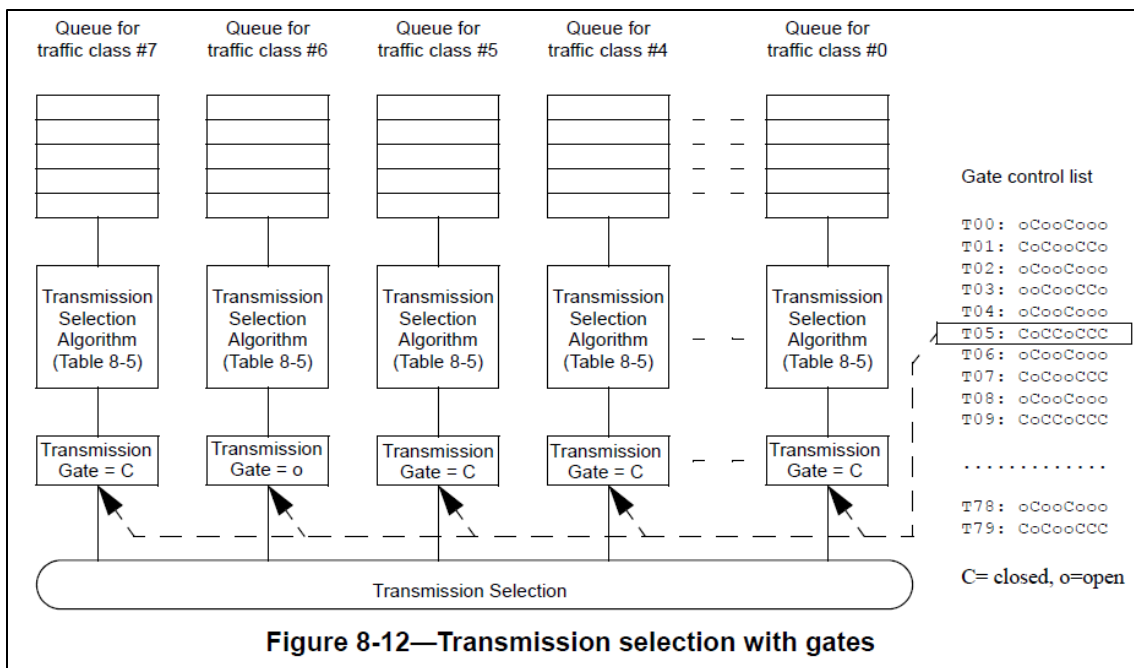 Queue for
traffic class #7
Queue for
traffic class #6
Queue for
traffic class #5
Queue for
traffic class #4
Queue for
traffic class #0
Transmission
Selection
Algorithm
(Table 8-5)
Transmission
Selection
Algorithm
(Table 8-5)
Transmission
Selection
Algorithm
(Table 8-5)
Transmission
Selection
Algorithm
(Table 8-5)
Transmission
Selection
Algorithm
(Table 8-5)
Transmission
Gate = C
Transmission
Gate = o
Transmission
Gate = C
Transmission
Gate = C
Transmission
Gate = C
Transmission Selection
Gate control list
T00: oCooCooo
T01: CoCooCCo
T02: oCooCooo
T03: ooCooCCo
T04: oCooCooo
T05: CoCCoCCC
T06: oCooCooo
T07: CoCooCCC
T08: oCooCooo
T09: CoCCoCCC
.............
T78: oCooCooo
T79: CoCooCCC
C= closed, o=open
Figure 8-12—Transmission selection with gates